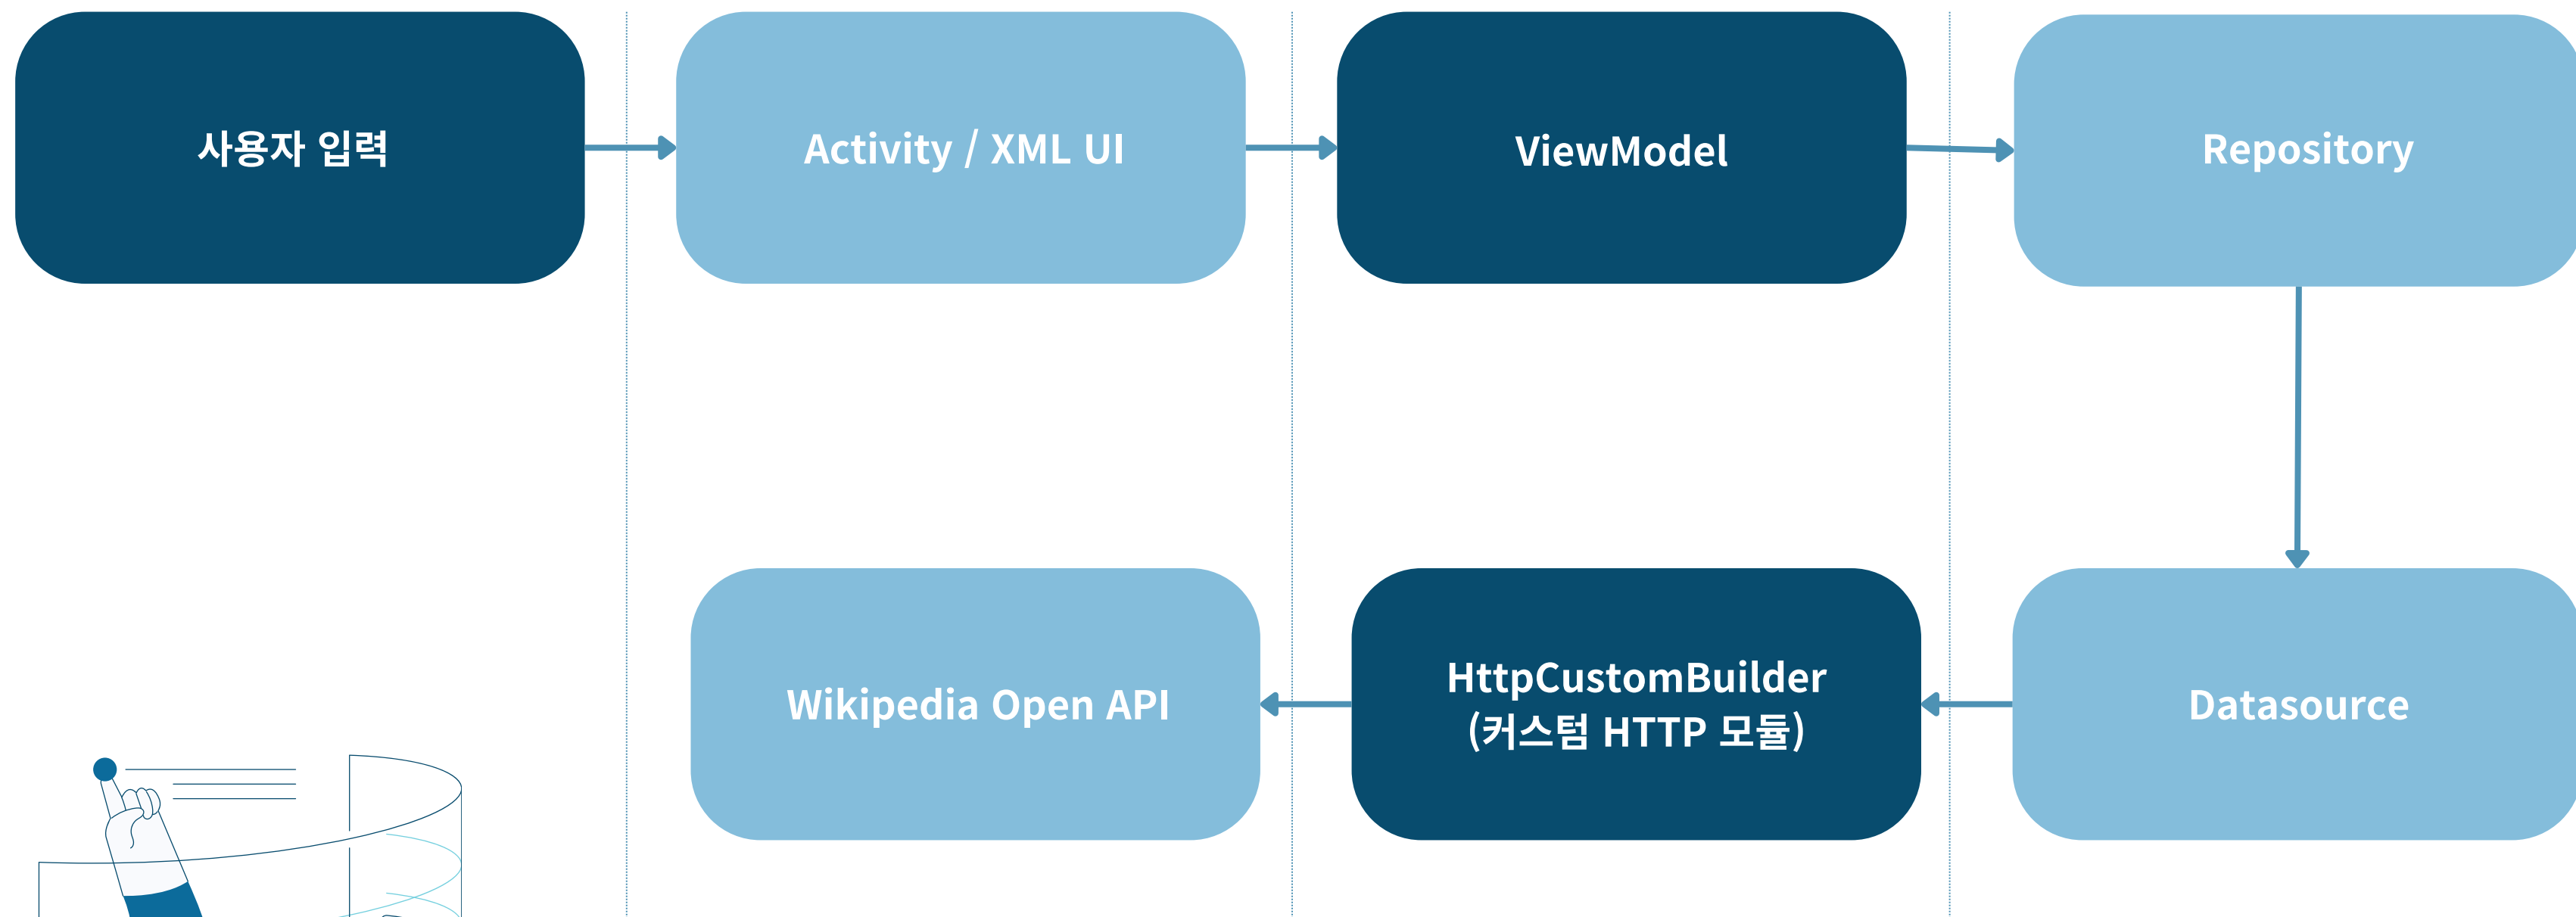 사용자 입력
Activity / XML UI
ViewModel
Repository
Wikipedia Open API
HttpCustomBuilder
(커스텀 HTTP 모듈)
Datasource